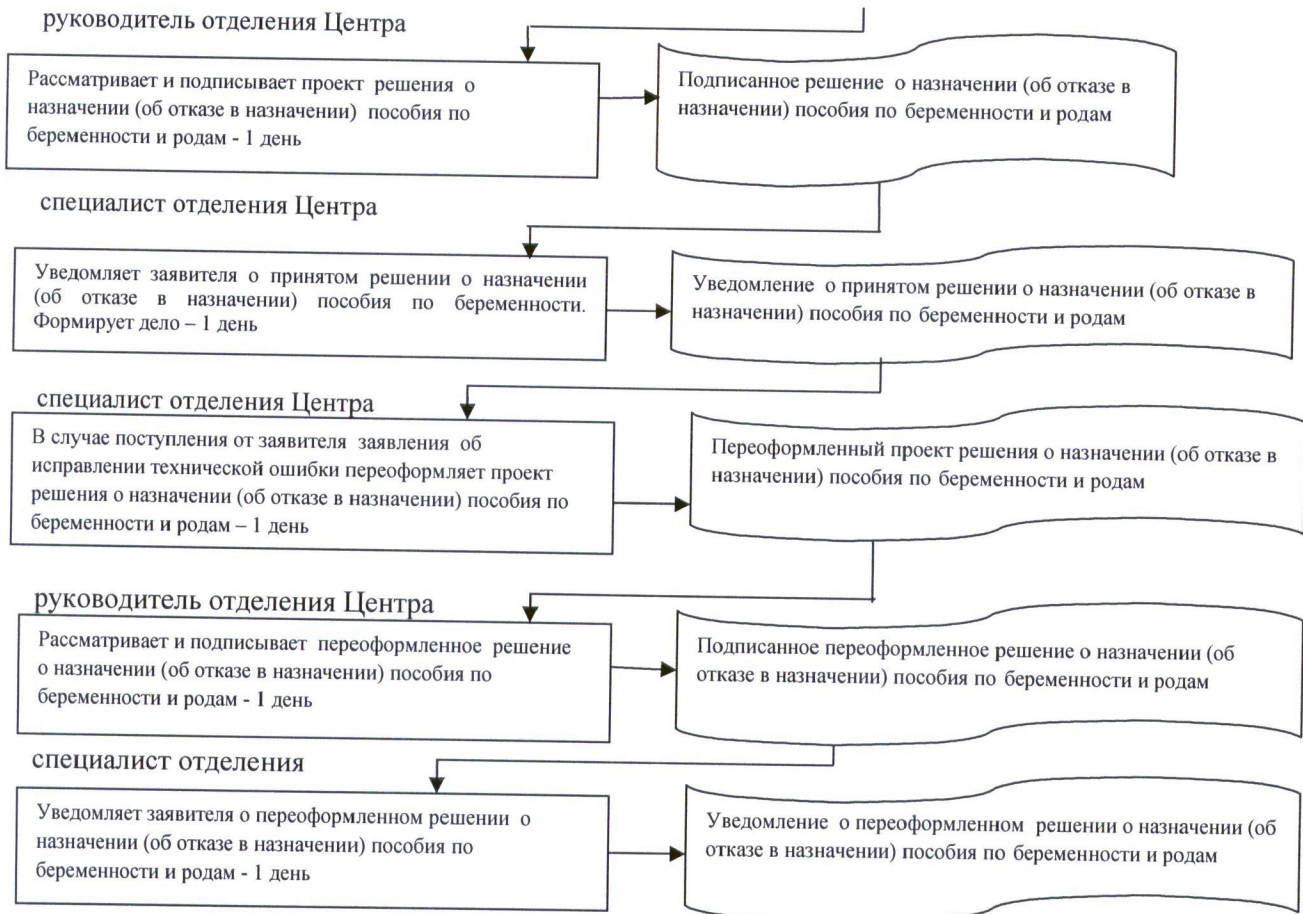 руководитель отделения Центра
Рассматривает и подписывает проект решения о
назначении (об отказе в назначении) пособия по
беременности и родам - 1 день
Подписанное решение о назначении (об отказе в
назначении) пособия по беременности и родам
специалист отделения Центра
Уведомляет заявителя о принятом решении о назначении
(об отказе в назначении) пособия по беременности.
Формирует дело – 1 день
Уведомление о принятом решении о назначении (об отказе в
назначении) пособия по беременности и родам
специалист отделения Центра
В случае поступления от заявителя заявления об
исправлении технической ошибки переоформляет проект
решения о назначении (об отказе в назначении) пособия по
беременности и родам – 1 день
Переоформленный проект решения о назначении (об отказе в
назначении) пособия по беременности и родам
руководитель отделения Центра
Рассматривает и подписывает переоформленное решение
о назначении (об отказе в назначении) пособия по
беременности и родам - 1 день
Подписанное переоформленное решение о назначении (об
отказе в назначении) пособия по беременности и родам
специалист отделения
Уведомляет заявителя о переоформленном решении о
назначении (об отказе в назначении) пособия по
беременности и родам - 1 день
Уведомление о переоформленном решении о назначении (об
отказе в назначении) пособия по беременности и родам